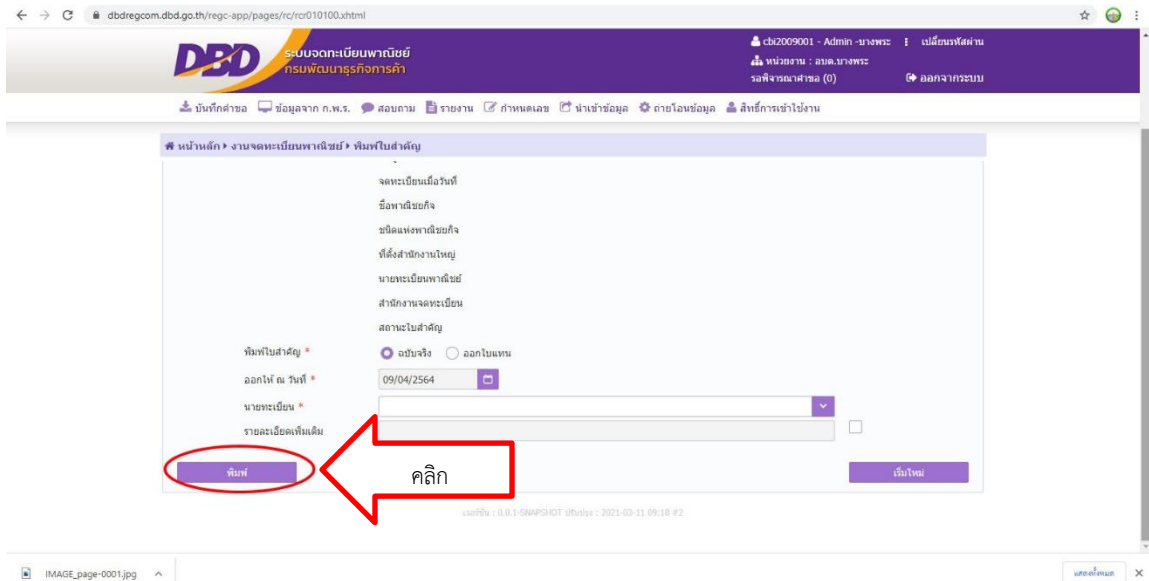 dbdregcom.dbd.go.th/regc-app/pages/rc/rcr010100.xhtml
DBD
ระบบจดทะเบียนพาณิชย์
กรมพัฒนาธุรกิจการค้า
cbi2009001 - Admin -บางพระ
เปลี่ยนรหัสผ่าน
หน่วยงาน : อบต.บางพระ
รอพิจารณาสาขา (0)
ออกจากระบบ
บันทึกคำขอ ข้อมูลจาก ก.พ.ร. สอบถาม รายงาน กำหนดเลข นำเข้าข้อมูล ถ่ายโอนข้อมูล สิทธิ์การเข้าใช้งาน
หน้าหลัก งานจดทะเบียนพาณิชย์ พิมพ์ใบสำคัญ
จดทะเบียนเมื่อวันที่
ชื่อพาณิชยกิจ
ชนิดแห่งพาณิชยกิจ
ที่ตั้งสำนักงานใหญ่
นายทะเบียนพาณิชย์
สำนักงานจดทะเบียน
สถานะใบสำคัญ
พิมพ์ใบสำคัญ * ฉบับจริง ออกใบแทน
ออกให้ ณ วันที่ * 09/04/2564
นายทะเบียน *
รายละเอียดเพิ่มเติม
พิมพ์
คลิก
เริ่มใหม่
เวอร์ชัน : 0.0.1-SNAPSHOT ปรับปรุง : 2021-03-11 09:18 #2
IMAGE_page-0001.jpg
แสดงทั้งหมด